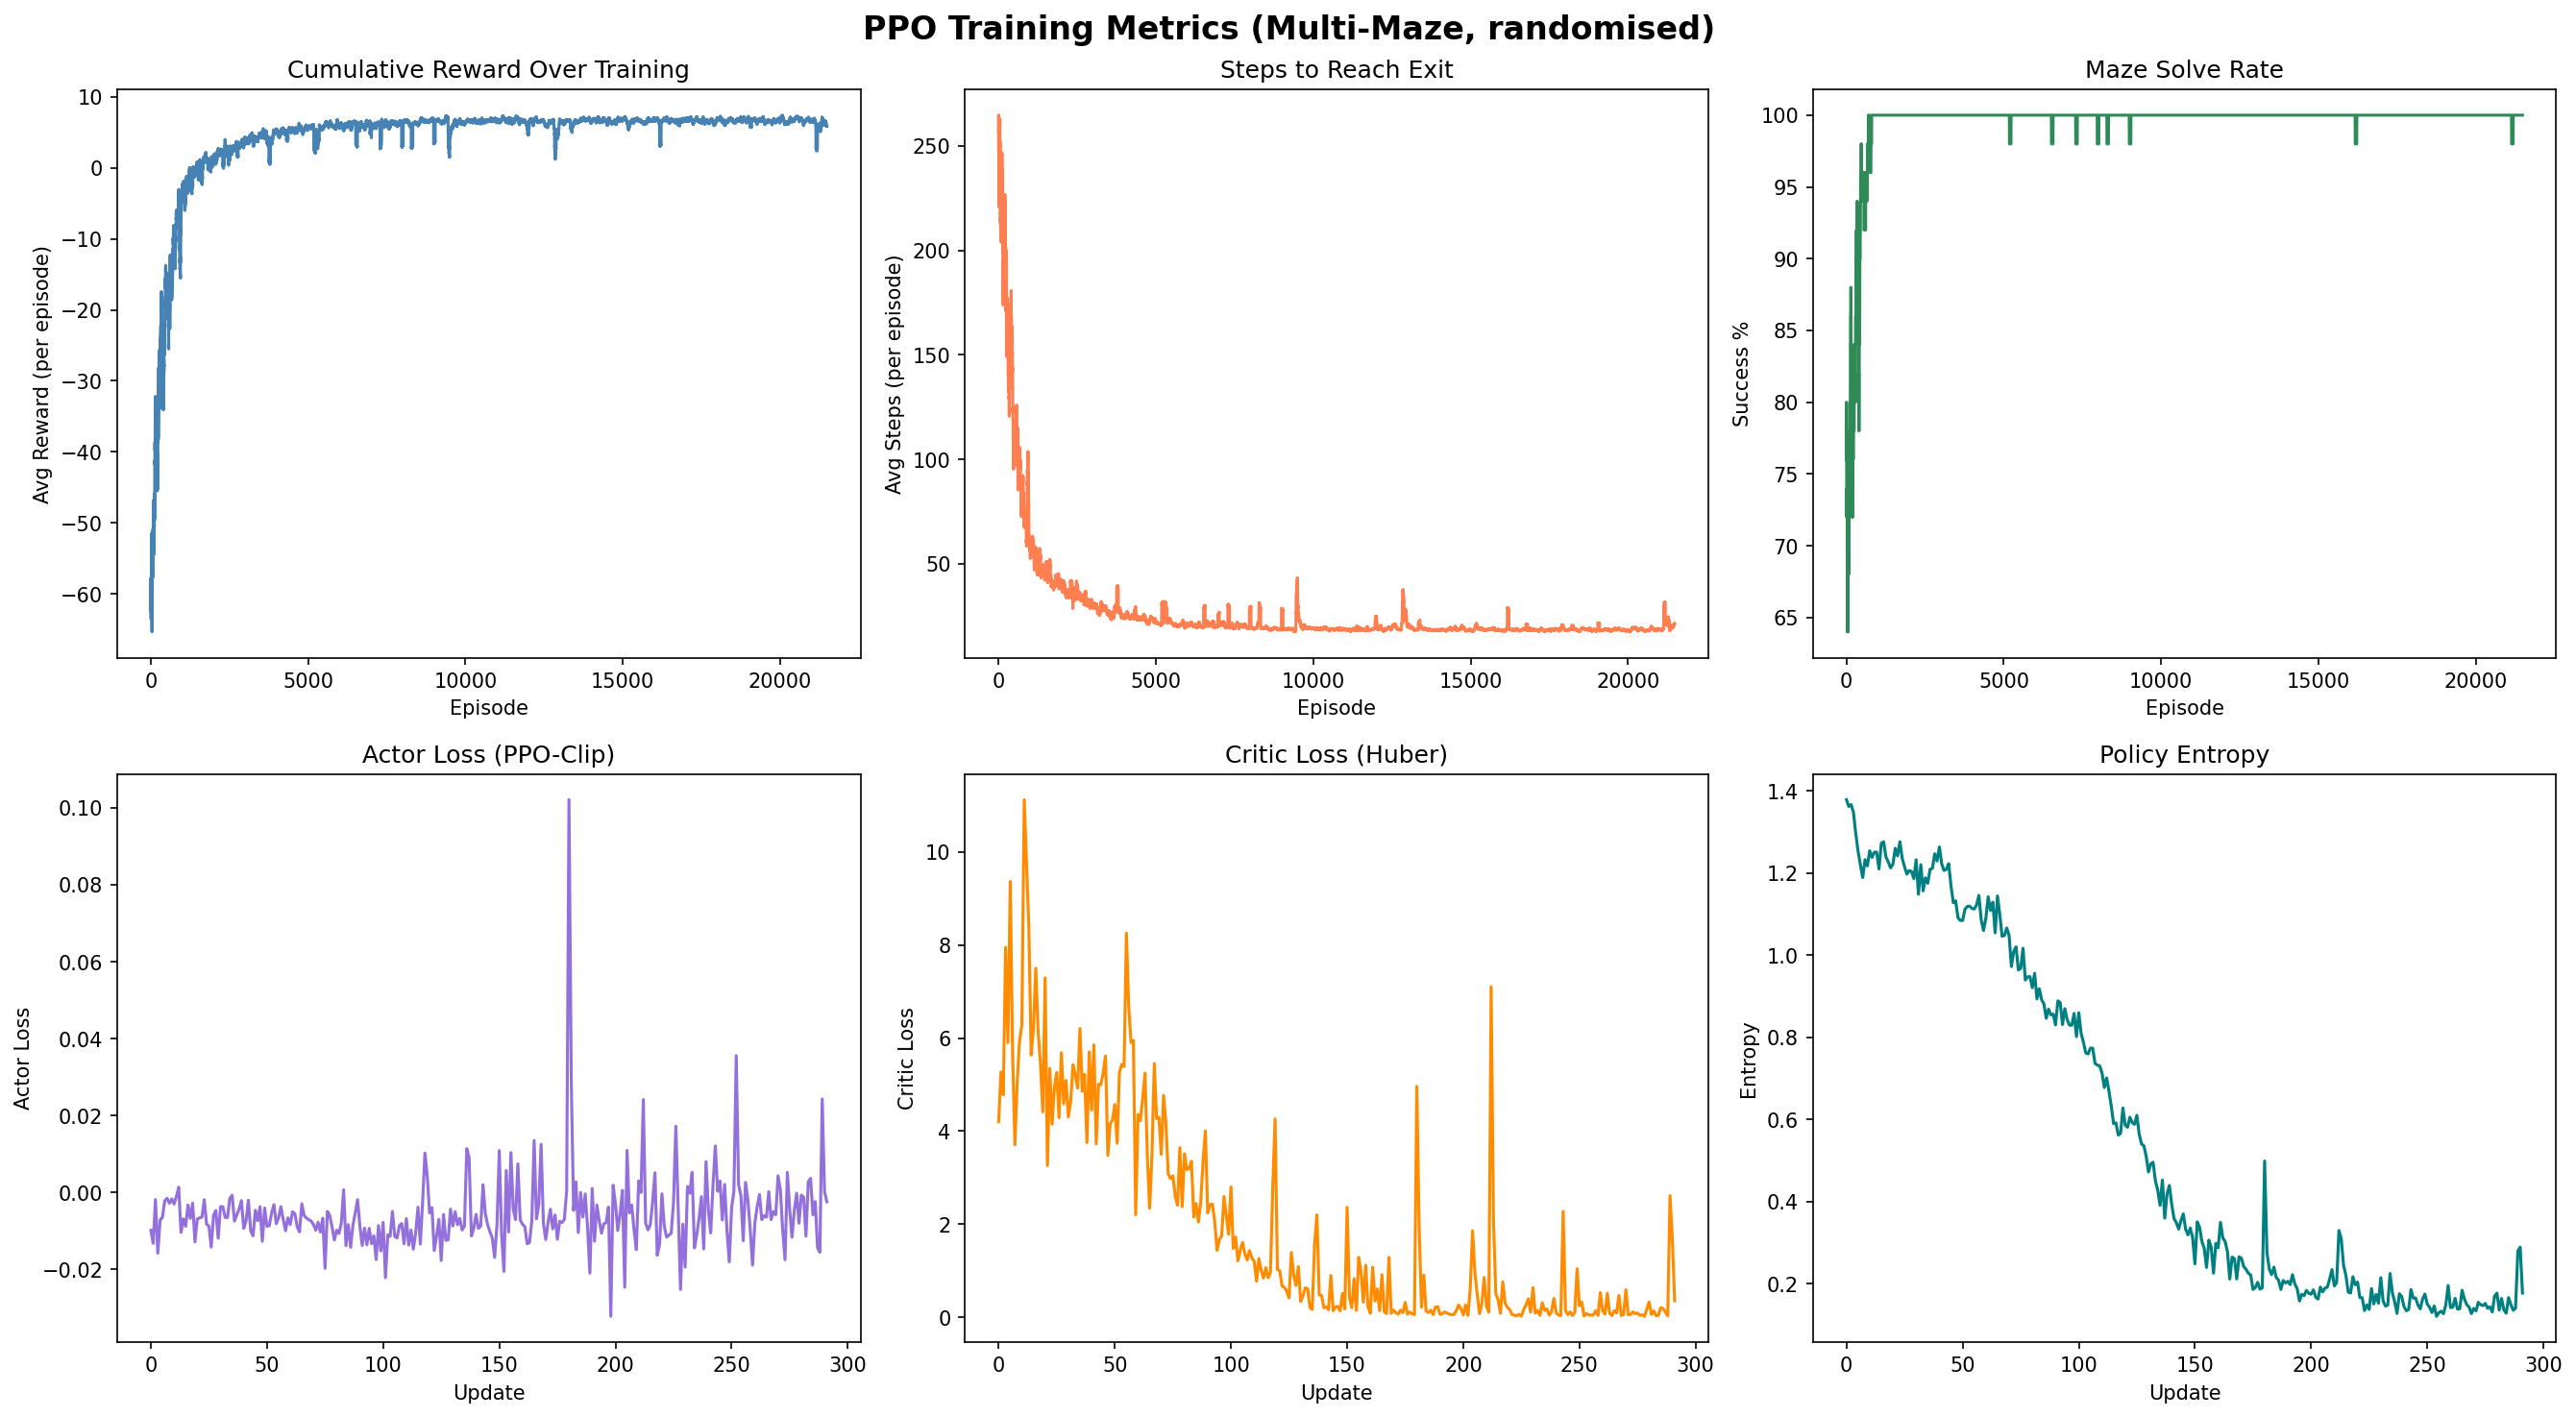 PPO Training Metrics (Multi-Maze, randomised)
Cumulative Reward Over Training
Avg Reward (per episode)
10
0
−10
−20
−30
−40
−50
−60
0 5000 10000 15000 20000
Episode
Steps to Reach Exit
Avg Steps (per episode)
250
200
150
100
50
0 5000 10000 15000 20000
Episode
Maze Solve Rate
Success %
100
95
90
85
80
75
70
65
0 5000 10000 15000 20000
Episode
Actor Loss (PPO-Clip)
Actor Loss
0.10
0.08
0.06
0.04
0.02
0.00
−0.02
0 50 100 150 200 250 300
Update
Critic Loss (Huber)
Critic Loss
10
8
6
4
2
0
0 50 100 150 200 250 300
Update
Policy Entropy
Entropy
1.4
1.2
1.0
0.8
0.6
0.4
0.2
0 50 100 150 200 250 300
Update